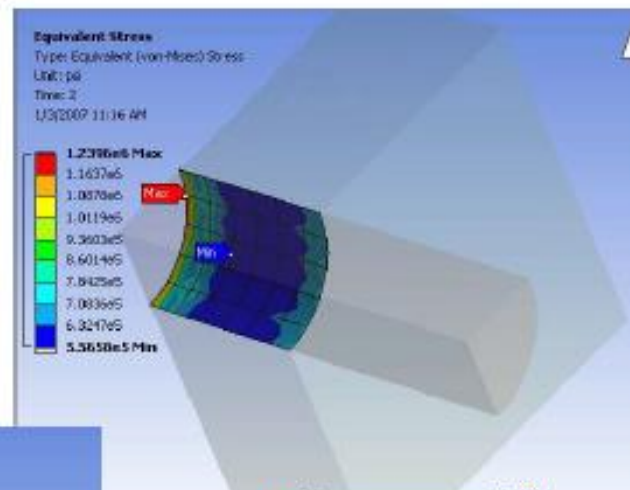 Equivalent Stress
Type: Equivalent (von-Mises) Stress
Unit: psi
Time: 2
1/3/2007 11:16 AM
1.2396e6 Max
1.1637e6
1.0878e6
1.0119e6
9.3603e5
8.6014e5
7.8425e5
7.0836e5
6.3247e5
5.5658e5 Min
Max
Min